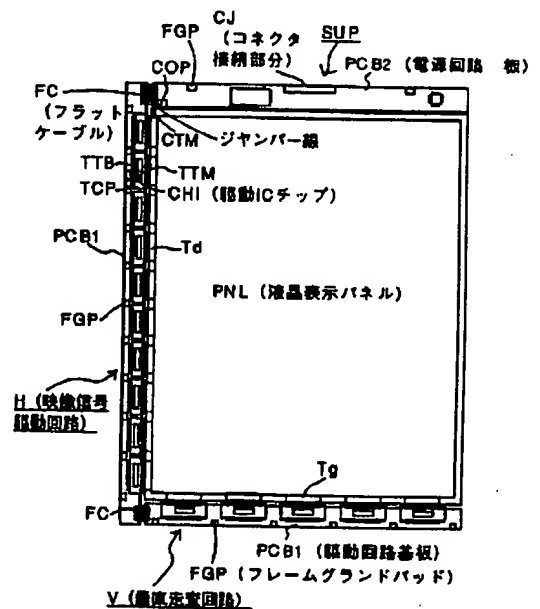 CJ
FGP (コネクタ SUP
接続部分)
COP PCB2 (電源回路 板)
FC
(フラット
ケーブル)
CTM ジヤンパー線
TTB TTM
TCP CHI (駆動ICチップ)
PCB1
Td
PNL (液晶表示パネル)
FGP
H (映像信号
駆動回路)
Tg
FC
PCB1 (駆動回路基板)
FGP (フレームグランドパッド)
V (垂直走査回路)